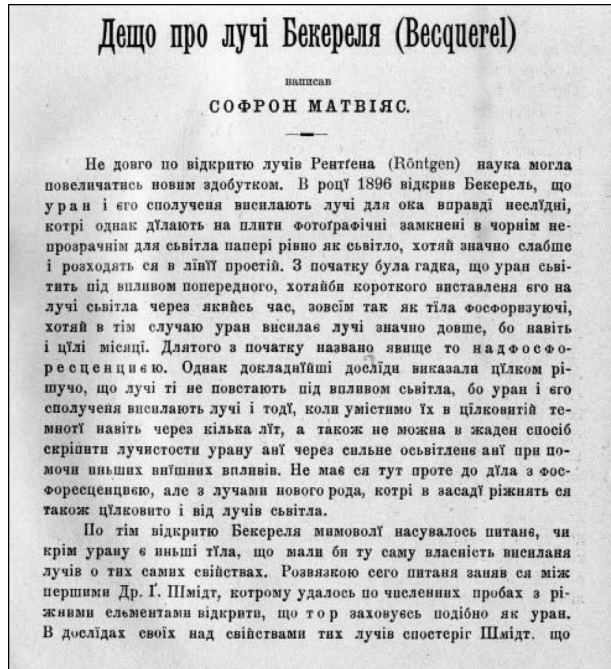 Дещо про лучі Бекереля (Becquerel)
написав
СОФРОН МАТВІЯС.
Не довго по відкритю лучів Рентґена (Röntgen) наука могла
повеличатись новим здобутком. В році 1896 відкрив Бекерель, що
уран і єго сполученя висилають лучі для ока вправді неслїдні,
котрі однак дїлають на плити фотоґрафічні замкнені в чорнім не-
прозрачнім для сьвітла папері рівно як сьвітло, хотяй значно слабше
і розходять ся в лїнїї простій. З початку була гадка, що уран сьві-
тить під впливом попередного, хотяйби короткого виставленя єго на
лучі сьвітла через якийсь час, зовсїм так як тїла фосфоризуючі,
хотяй в тім случаю уран висилає лучі значно довше, бо навіть
і цїлі місяцї. Длятого з початку названо явище то надфосфо-
ресценциєю. Однак докладнїйші дослїди виказали цїлком рі-
шучо, що лучі ті не повстають під впливом сьвітла, бо уран і єго
сполученя висилають лучі і тодї, коли умістимо їх в цїлковитій те-
мнотї навіть через кілька лїт, а також не можна в жаден спосіб
скріпити лучистости урану анї через сильне осьвітленє анї при по-
мочи иньших внїшних впливів. Не має ся тут проте до дїла з фос-
форесценциєю, але з лучами нового рода, котрі в засадї ріжнять ся
також цїлковито і від лучів сьвітла.
По тім відкритю Бекереля мимоволї насувалось питанє, чи
крім урану є иньші тїла, що мали би ту саму власність висиланя
лучів о тих самих свійствах. Розвязкою сего питаня заняв ся між
першими Др. Ґ. Шмідт, котрому удалось по численних пробах з рі-
жними елементами відкрити, що тор заховуєсь подібно як уран.
В дослїдах своїх над свійствами тих лучів спостеріг Шмідт. що